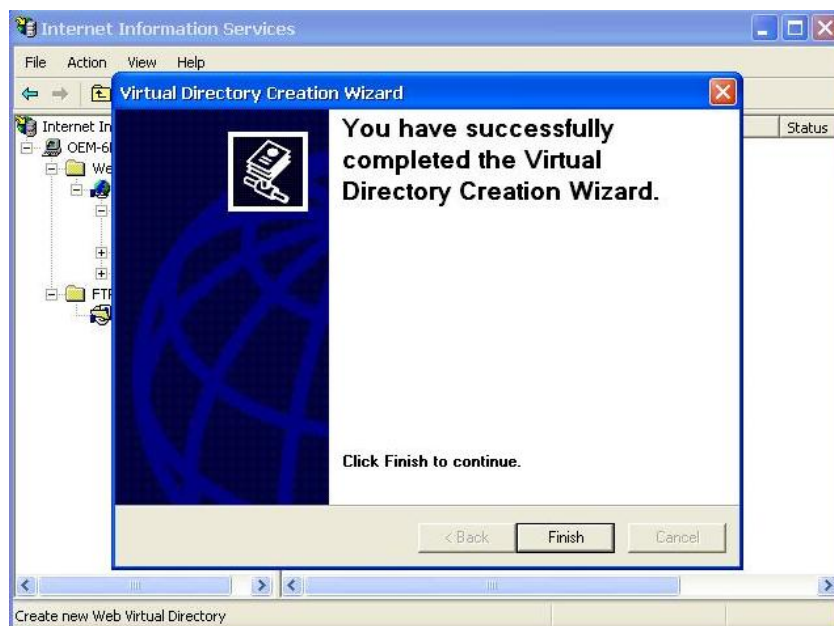 Internet Information Services
File Action View Help
Virtual Directory Creation Wizard
You have successfully
completed the Virtual
Directory Creation Wizard.
Internet In
Status
OEM-6
We
FTP
Click Finish to continue.
< Back Finish Cancel
Create new Web Virtual Directory